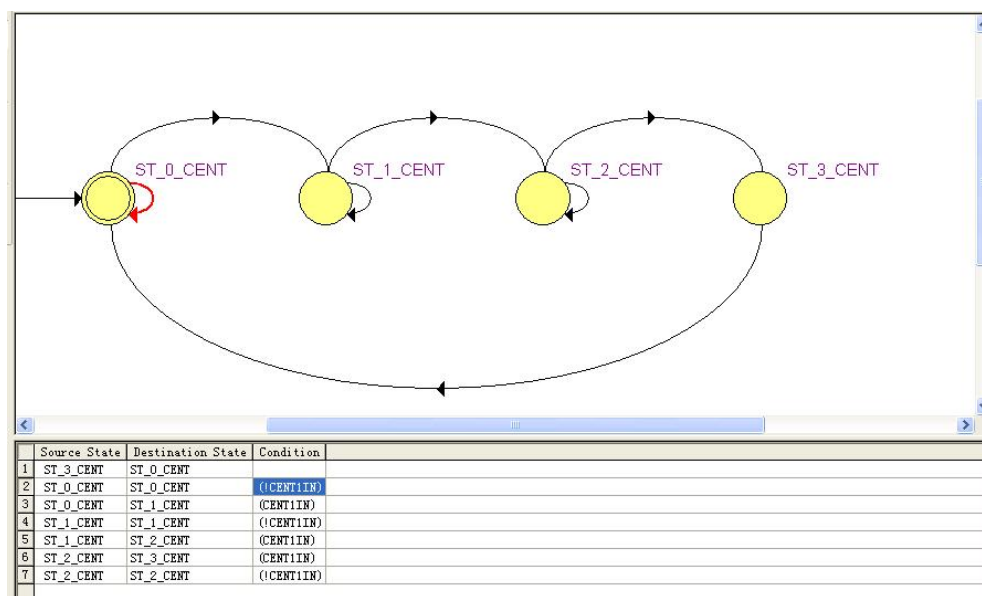 ST_0_CENT
ST_1_CENT
ST_2_CENT
ST_3_CENT
Source State Destination State Condition
1 ST_3_CENT ST_0_CENT
2 ST_0_CENT ST_0_CENT (!CENT1IN)
3 ST_0_CENT ST_1_CENT (CENT1IN)
4 ST_1_CENT ST_1_CENT (!CENT1IN)
5 ST_1_CENT ST_2_CENT (CENT1IN)
6 ST_2_CENT ST_3_CENT (CENT1IN)
7 ST_2_CENT ST_2_CENT (!CENT1IN)